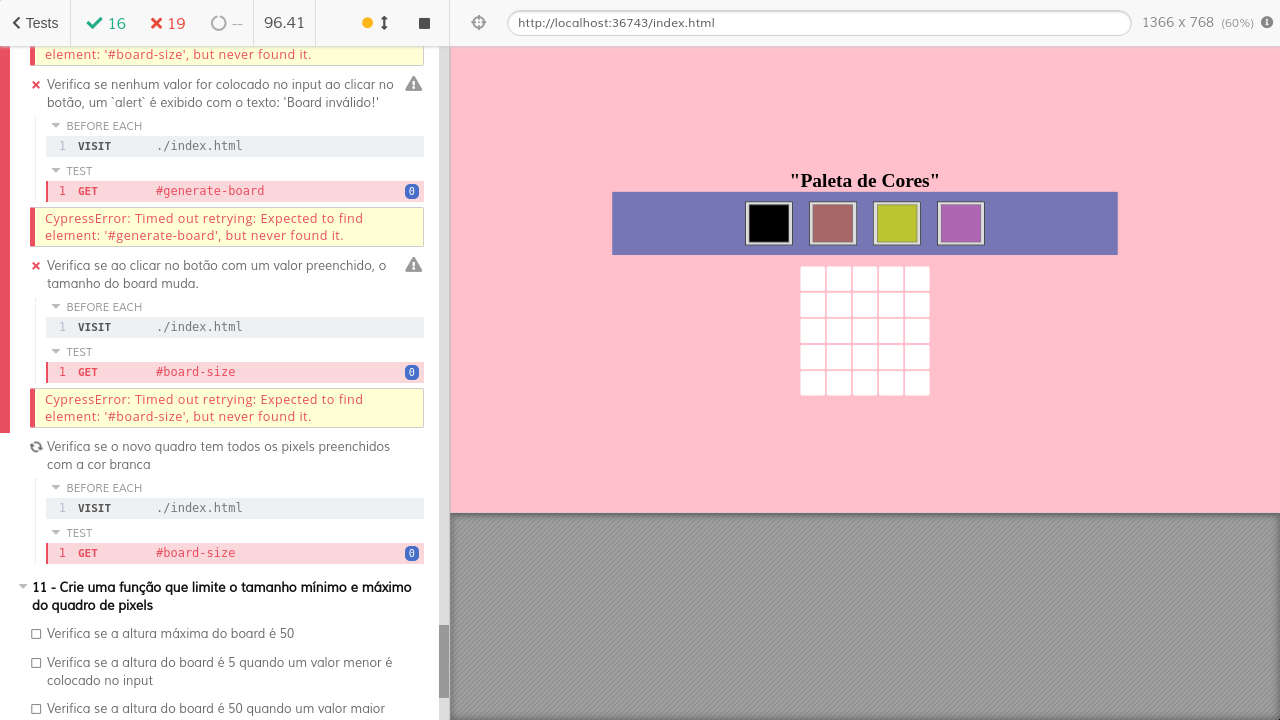 Tests 16 19 -- 96.41
http://localhost:36743/index.html 1366 x 768 (60%)
element: '#board-size', but never found it.
Verifica se nenhum valor for colocado no input ao clicar no
botão, um `alert` é exibido com o texto: 'Board inválido!'
BEFORE EACH
1 VISIT ./index.html
TEST
1 GET #generate-board 0
CypressError: Timed out retrying: Expected to find
element: '#generate-board', but never found it.
Verifica se ao clicar no botão com um valor preenchido, o
tamanho do board muda.
BEFORE EACH
1 VISIT ./index.html
TEST
1 GET #board-size 0
CypressError: Timed out retrying: Expected to find
element: '#board-size', but never found it.
Verifica se o novo quadro tem todos os pixels preenchidos
com a cor branca
BEFORE EACH
1 VISIT ./index.html
TEST
1 GET #board-size 0
11 - Crie uma função que limite o tamanho mínimo e máximo
do quadro de pixels
Verifica se a altura máxima do board é 50
Verifica se a altura do board é 5 quando um valor menor é
colocado no input
Verifica se a altura do board é 50 quando um valor maior
"Paleta de Cores"